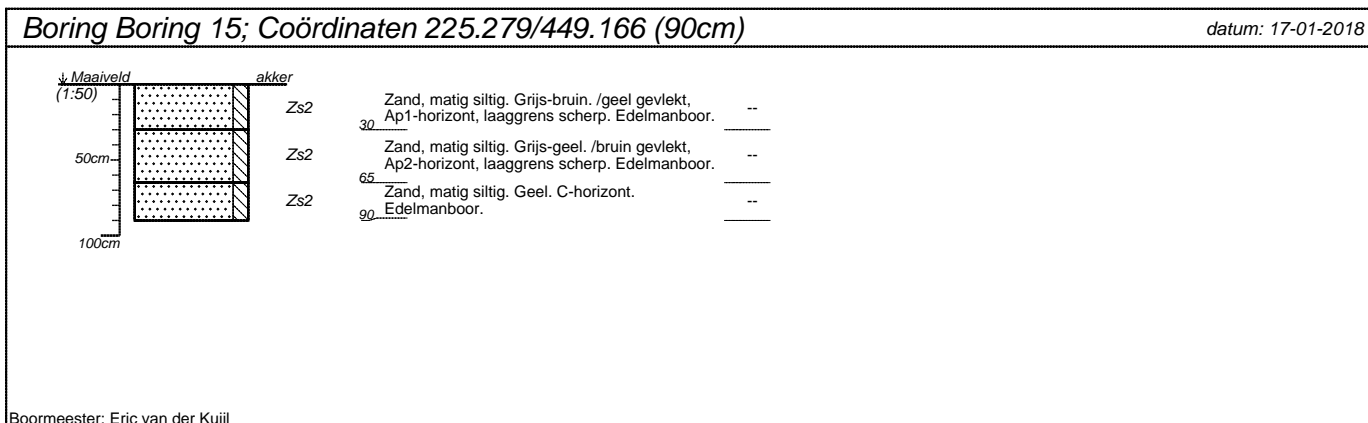 Boring Boring 15; Coördinaten 225.279/449.166 (90cm)
datum: 17-01-2018
Maaiveld
akker
(1:50)
Zs2
Zand, matig siltig. Grijs-bruin. /geel gevlekt,
Ap1-horizont, laaggrens scherp. Edelmanboor.
--
30
50cm
Zs2
Zand, matig siltig. Grijs-geel. /bruin gevlekt,
Ap2-horizont, laaggrens scherp. Edelmanboor.
--
65
Zs2
Zand, matig siltig. Geel. C-horizont.
Edelmanboor.
--
90
100cm
Boormeester: Eric van der Kuijl